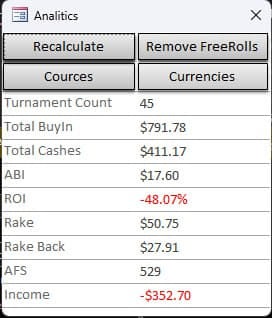 Analitics
Recalculate Remove FreeRolls
Cources Currencies
Turnament Count 45
Total BuyIn $791.78
Total Cashes $411.17
ABI $17.60
ROI -48.07%
Rake $50.75
Rake Back $27.91
AFS 529
Income -$352.70